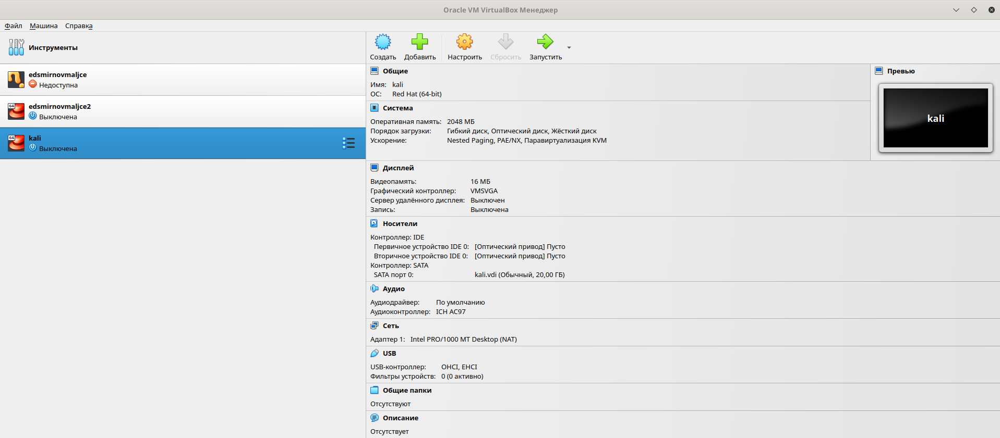 Oracle VM VirtualBox Менеджер
Файл Машина Справка
Инструменты
edsmirnovmaljce
Недоступна
64
edsmirnovmaljce2
Выключена
64
kali
Выключена
Создать Добавить Настроить Сбросить Запустить
Общие
Имя: kali
ОС: Red Hat (64-bit)
Превью
kali
Система
Оперативная память: 2048 МБ
Порядок загрузки: Гибкий диск, Оптический диск, Жёсткий диск
Ускорение: Nested Paging, PAE/NX, Паравиртуализация KVM
Дисплей
Видеопамять: 16 МБ
Графический контроллер: VMSVGA
Сервер удалённого дисплея: Выключен
Запись: Выключена
Носители
Контроллер: IDE
Первичное устройство IDE 0: [Оптический привод] Пусто
Вторичное устройство IDE 0: [Оптический привод] Пусто
Контроллер: SATA
SATA порт 0: kali.vdi (Обычный, 20,00 ГБ)
Аудио
Аудиодрайвер: По умолчанию
Аудиоконтроллер: ICH AC97
Сеть
Адаптер 1: Intel PRO/1000 MT Desktop (NAT)
USB
USB-контроллер: OHCI, EHCI
Фильтры устройств: 0 (0 активно)
Общие папки
Отсутствуют
Описание
Отсутствует